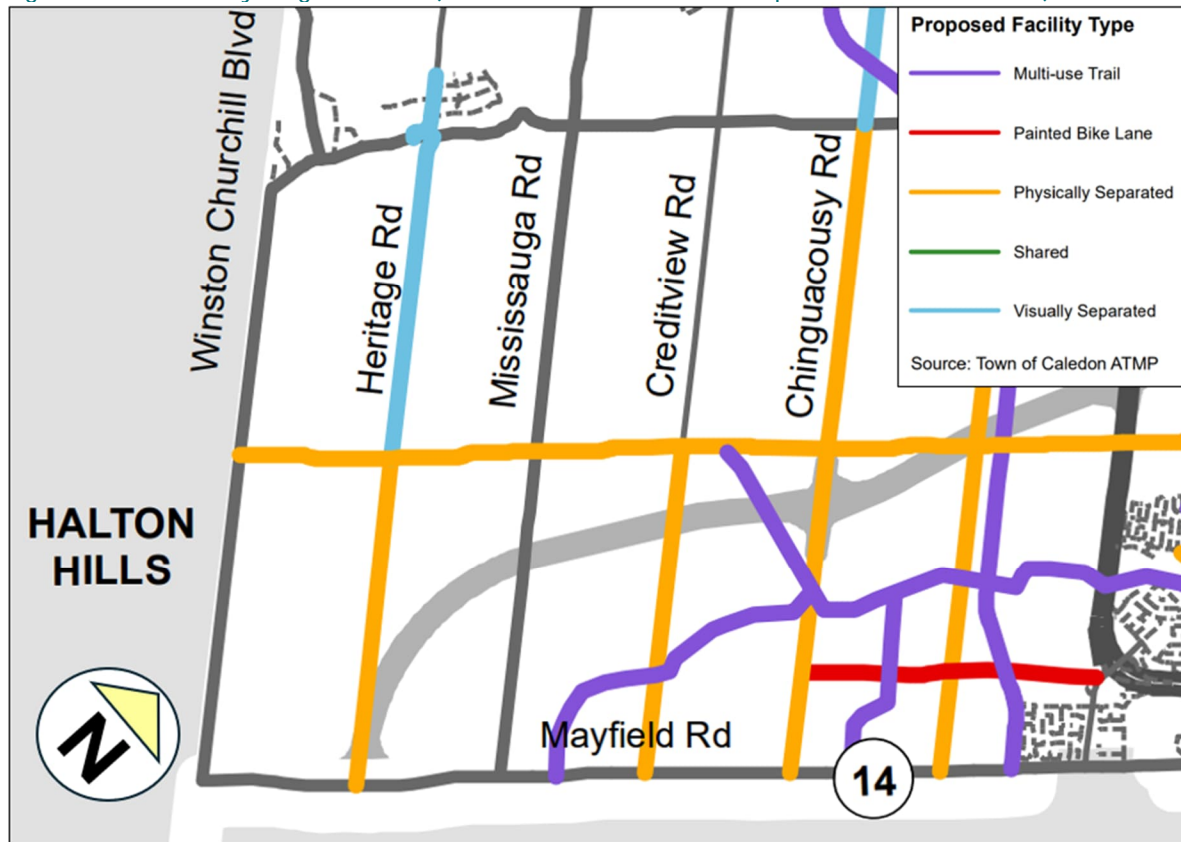 Winston Churchill Blvd
Heritage Rd
Mississauga Rd
Creditview Rd
Chinguacousy Rd
Proposed Facility Type
Multi-use Trail
Painted Bike Lane
Physically Separated
Shared
Visually Separated
Source: Town of Caledon ATMP
HALTON
HILLS
N
Mayfield Rd
14